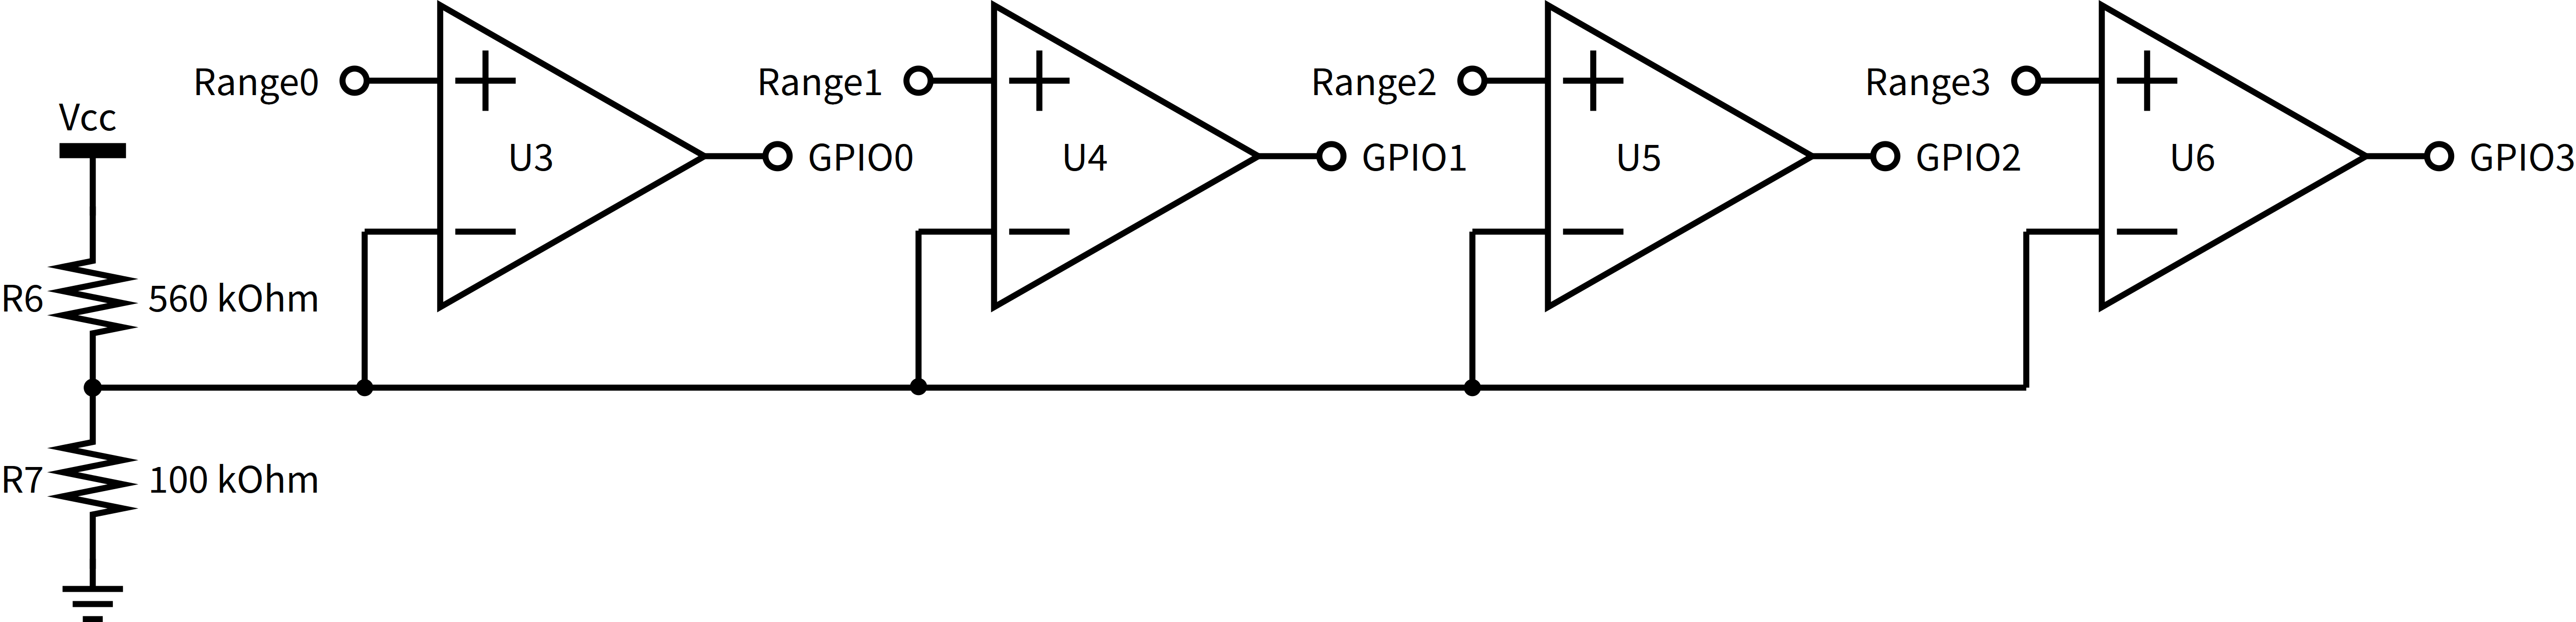 Range0
Range1
Range2
Range3
Vcc
U3
GPIO0
U4
GPIO1
U5
GPIO2
U6
GPIO3
R6 560 kOhm
R7 100 kOhm